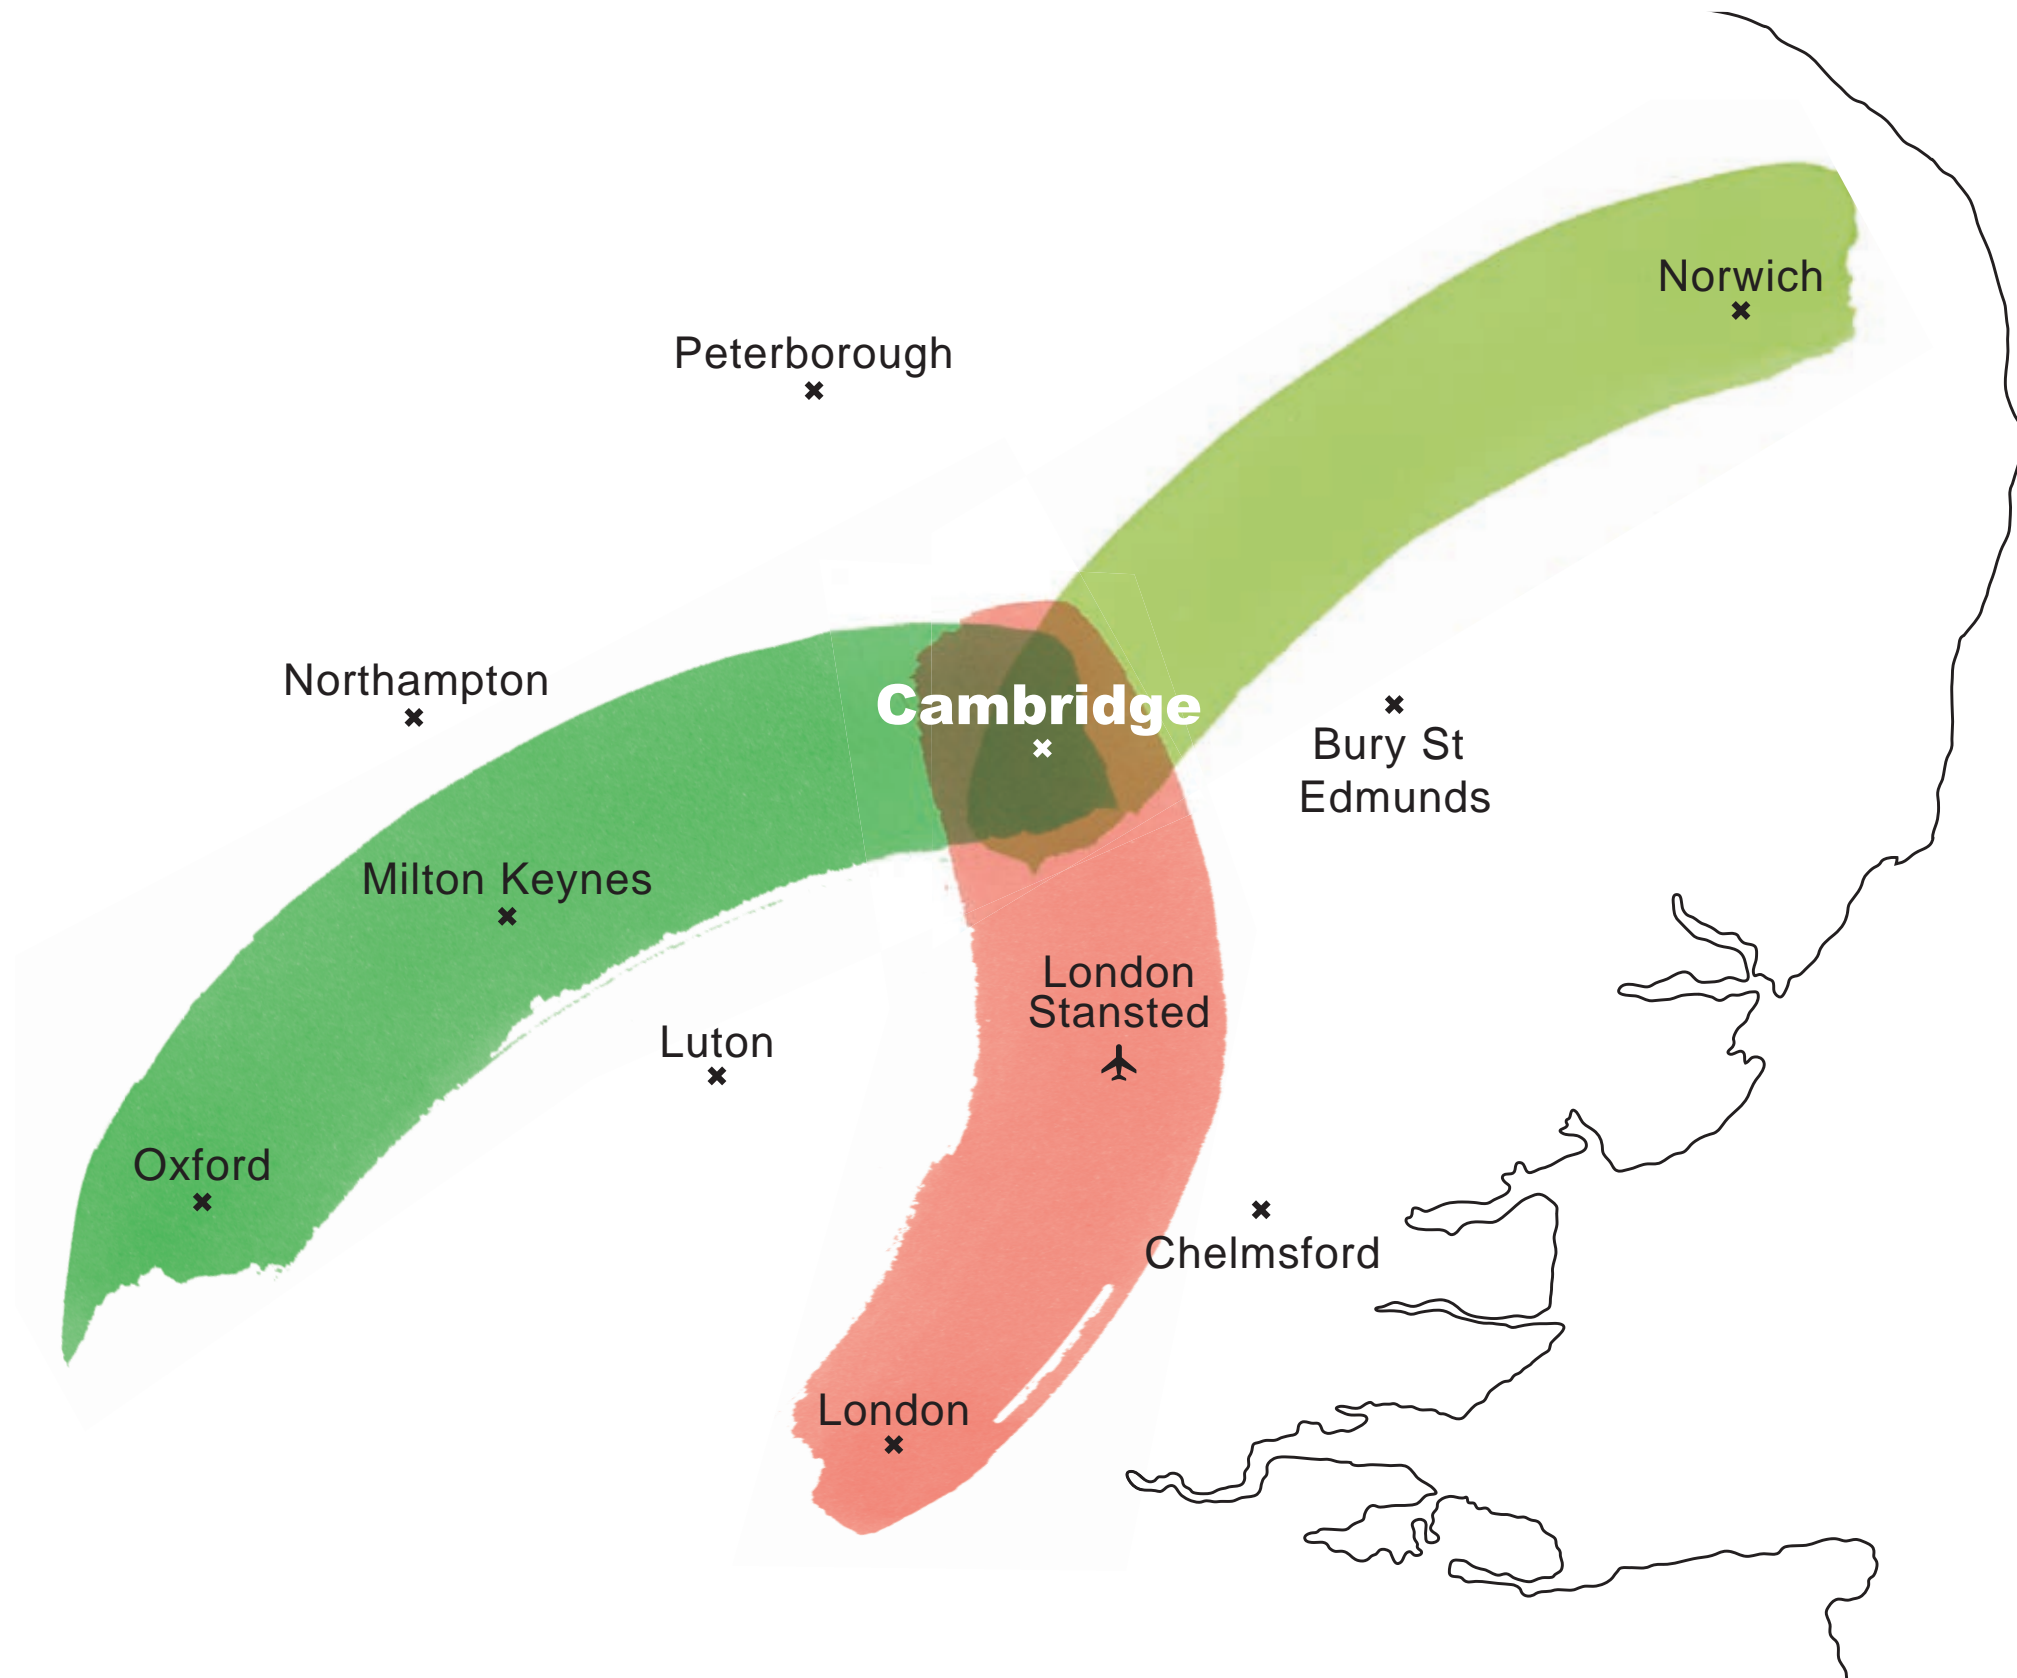 Norwich
Peterborough
Northampton
Cambridge
Bury St
Edmunds
Milton Keynes
London
Stansted
Luton
Oxford
Chelmsford
London